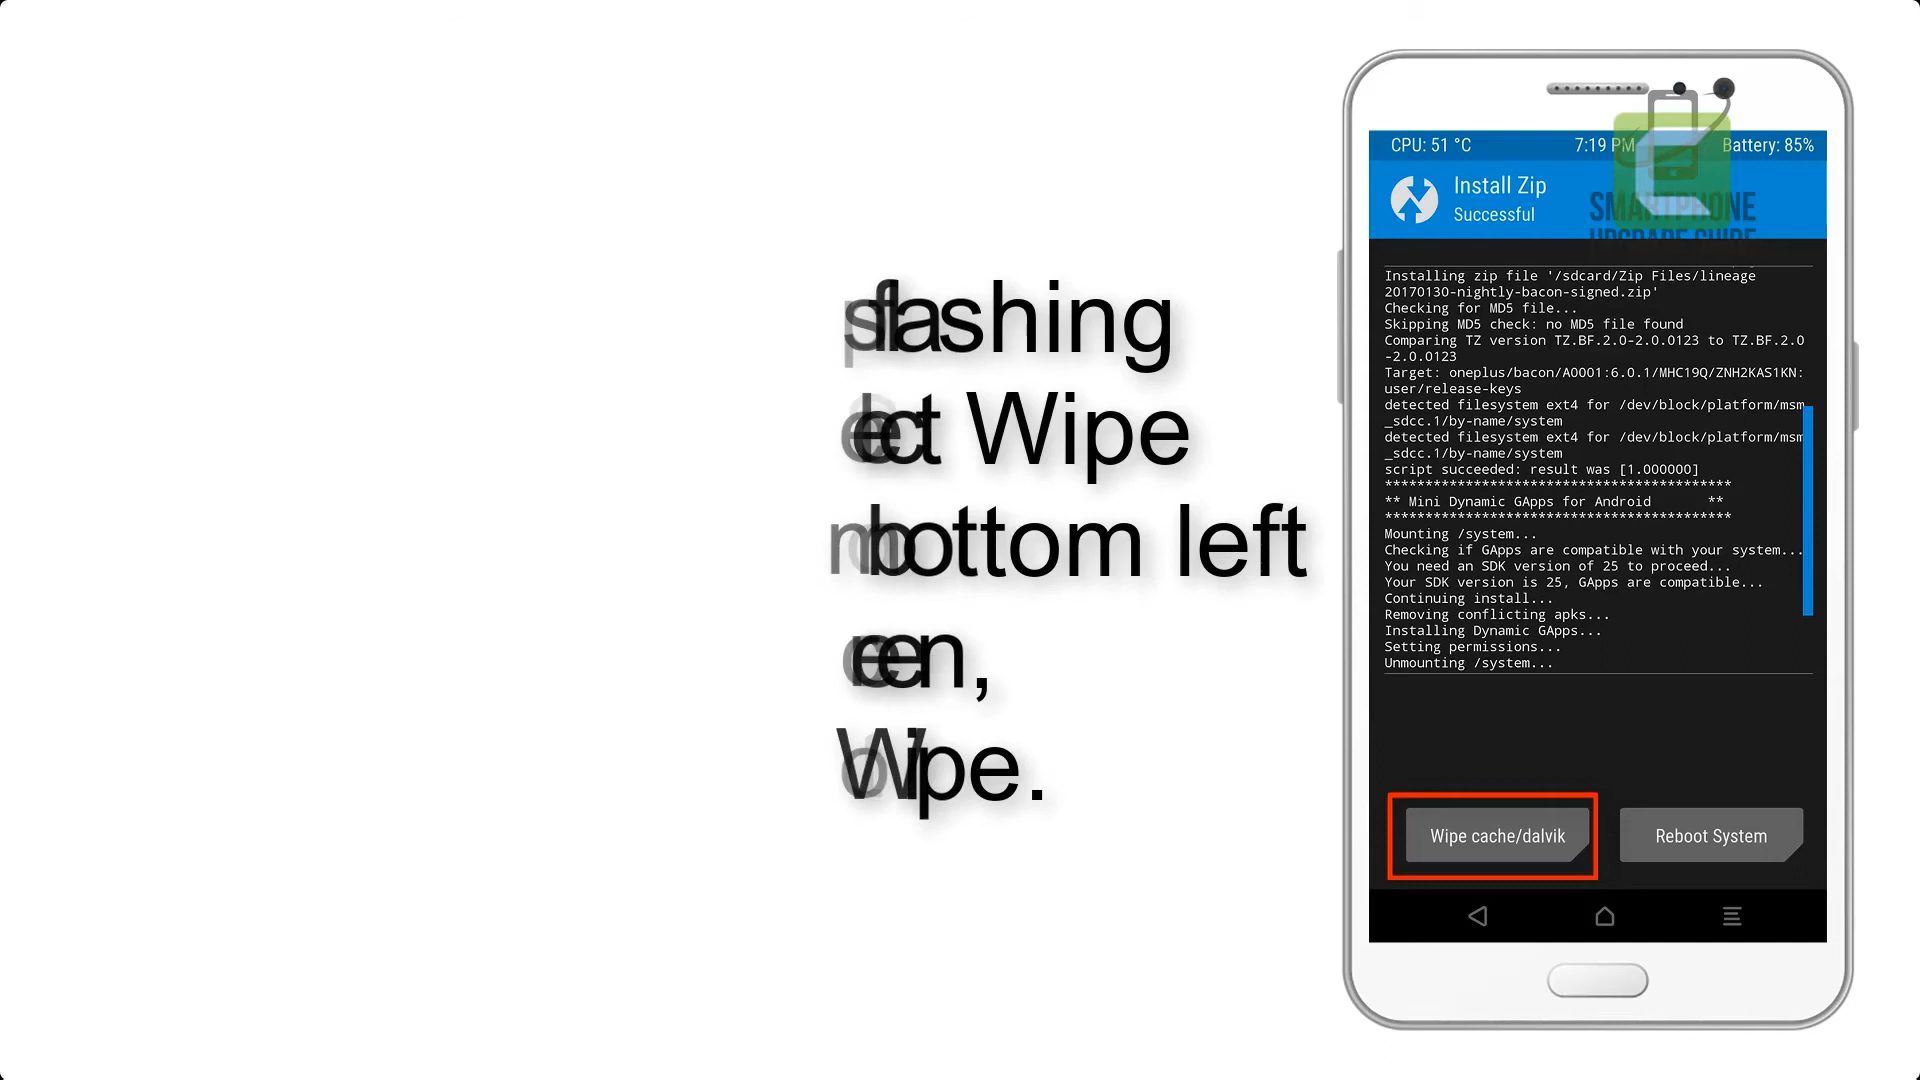 flashing
Wipe
bottom left
Wipe.
CPU: 51 °C 7:19 PM Battery: 85%
Install Zip
Successful
SMARTPHONE
UPGRADE GUIDE
Installing zip file '/sdcard/Zip Files/lineage
20170130-nightly-bacon-signed.zip'
Checking for MD5 file...
Skipping MD5 check: no MD5 file found
Comparing TZ version TZ.BF.2.0-2.0.0123 to TZ.BF.2.0
-2.0.0123
Target: oneplus/bacon/A0001:6.0.1/MHC19Q/ZNH2KAS1KN:
user/release-keys
detected filesystem ext4 for /dev/block/platform/msm
_sdcc.1/by-name/system
detected filesystem ext4 for /dev/block/platform/msm
_sdcc.1/by-name/system
script succeeded: result was [1.000000]
*******************************************
** Mini Dynamic GApps for Android **
*******************************************
Mounting /system...
Checking if GApps are compatible with your system...
You need an SDK version of 25 to proceed...
Your SDK version is 25, GApps are compatible...
Continuing install...
Removing conflicting apks...
Installing Dynamic GApps...
Setting permissions...
Unmounting /system...
Wipe cache/dalvik Reboot System